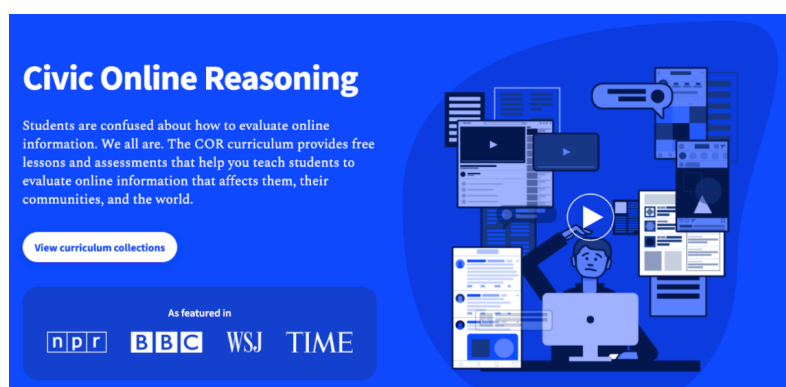 Civic Online Reasoning
Students are confused about how to evaluate online
information. We all are. The COR curriculum provides free
lessons and assessments that help you teach students to
evaluate online information that affects them, their
communities, and the world.
View curriculum collections
As featured in
npr BBC WSJ TIME